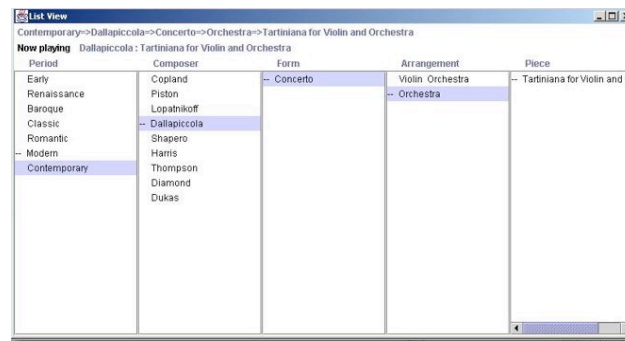 List View
Contemporary=>Dallapiccola=>Concerto=>Orchestra=>Tartiniana for Violin and Orchestra
Now playing Dallapiccola : Tartiniana for Violin and Orchestra
Period Composer Form Arrangement Piece
Early Copland -- Concerto Violin Orchestra -- Tartiniana for Violin and
Renaissance Piston -- Orchestra
Baroque Lopatnikoff
Classic -- Dallapiccola
Romantic Shapero
-- Modern Harris
Contemporary Thompson
Diamond
Dukas